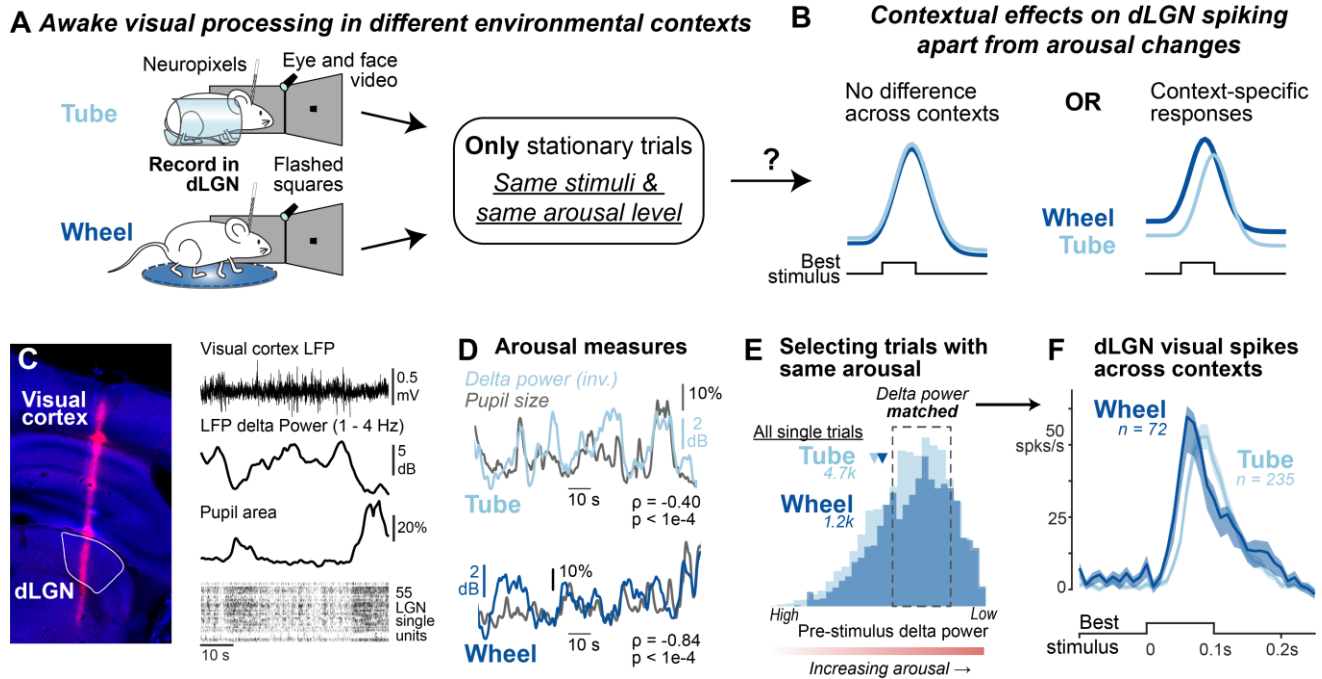 A Awake visual processing in different environmental contexts
Neuropixels
Eye and face
video
Tube
Record in
dLGN
Flashed
squares
Wheel
Only stationary trials
Same stimuli &
same arousal level
?
B Contextual effects on dLGN spiking
apart from arousal changes
No difference
across contexts
OR
Context-specific
responses
Wheel
Tube
Best
stimulus
C
Visual
cortex
dLGN
Visual cortex LFP
0.5
mV
LFP delta Power (1 - 4 Hz)
5
dB
Pupil area
20%
55
LGN
single
units
10 s
D Arousal measures
Delta power (inv.)
Pupil size
10%
2
dB
10 s
Tube
ρ = -0.40
p < 1e-4
2
dB
10%
10 s
Wheel
ρ = -0.84
p < 1e-4
E Selecting trials with
same arousal
Delta power
matched
All single trials
Tube
4.7k
Wheel
1.2k
High
Low
Pre-stimulus delta power
Increasing arousal →
F dLGN visual spikes
across contexts
Wheel
n = 72
Tube
n = 235
50
spks/s
25
0
Best
stimulus
0
0.1s
0.2s